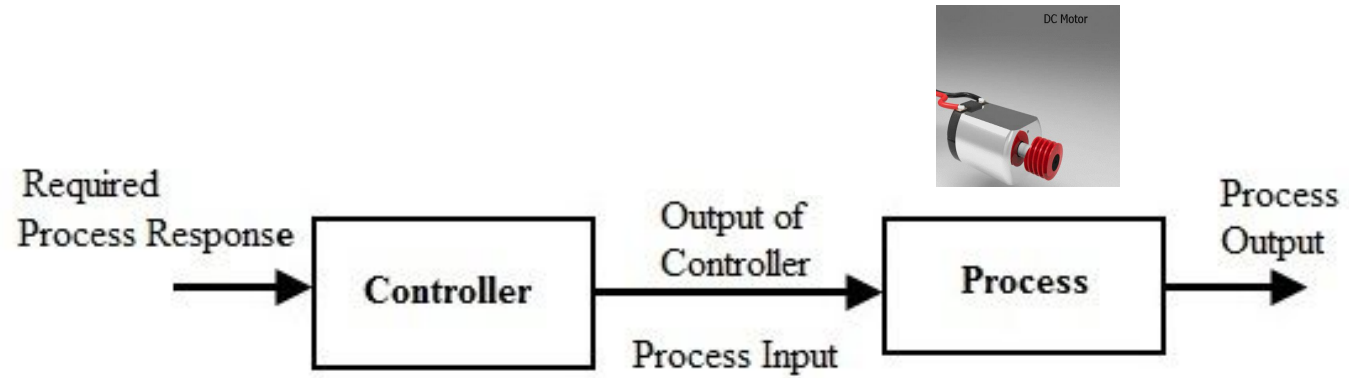 DC Motor
Required
Process Response
Controller
Output of
Controller
Process Input
Process
Process
Output